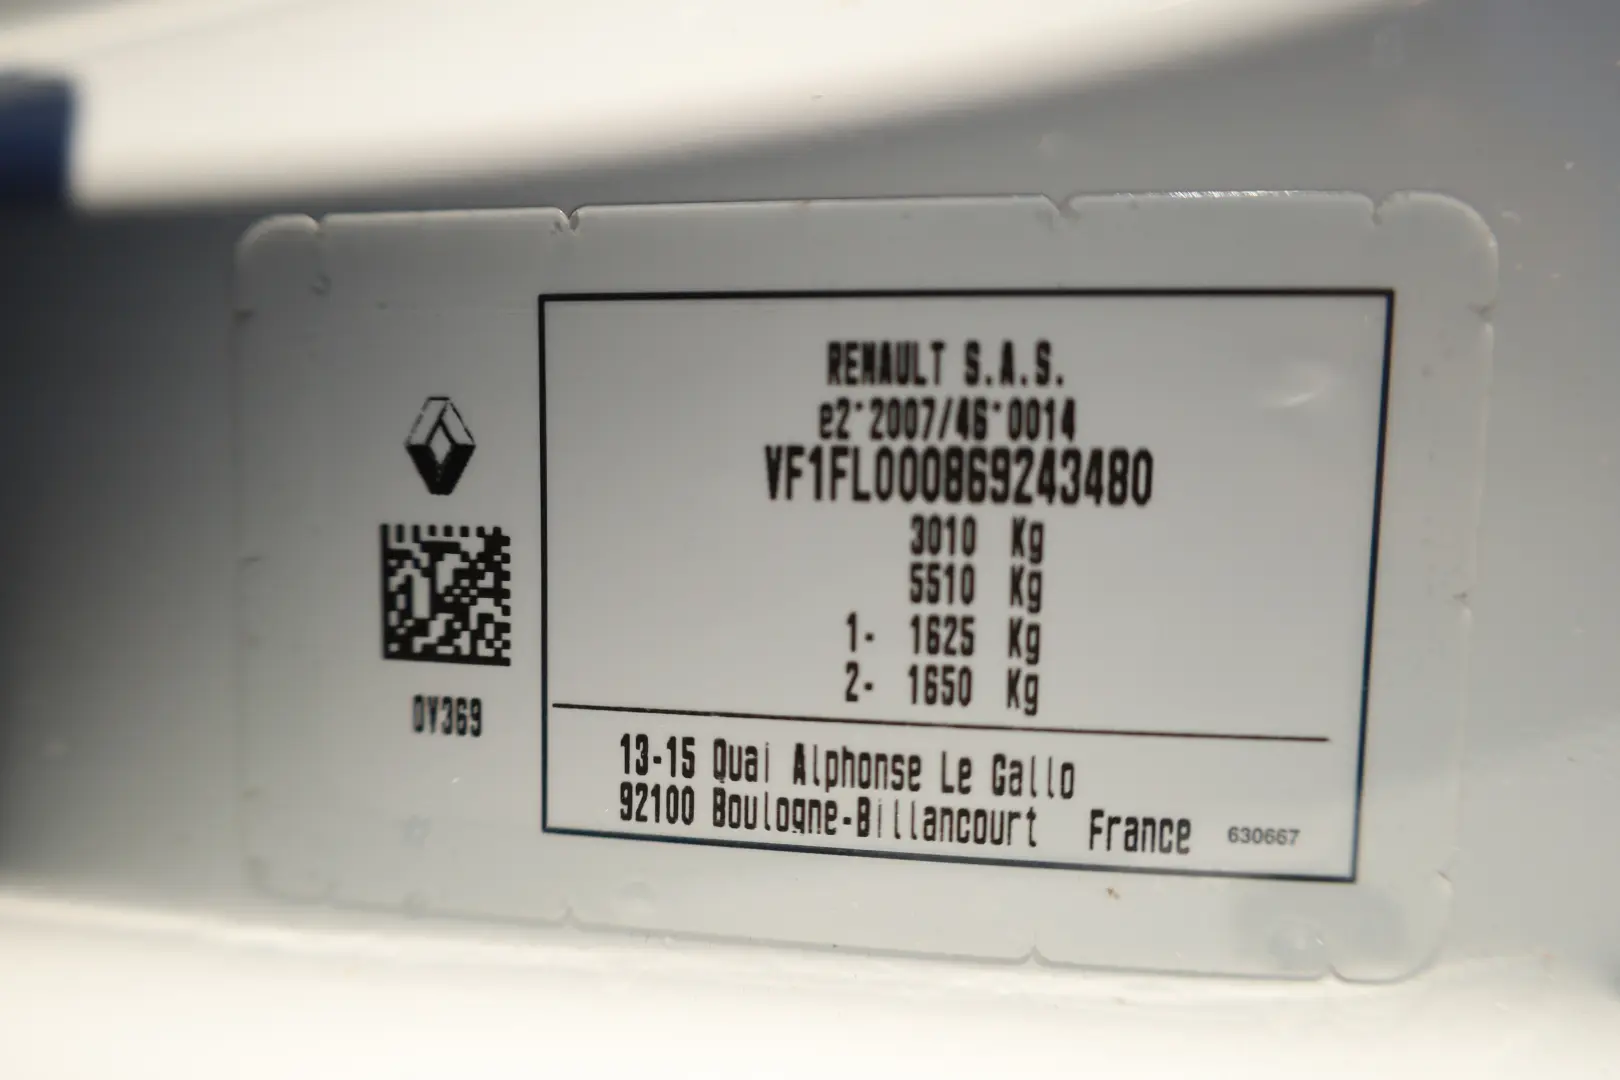 RENAULT S.A.S.
e2*2007/46*0014
VF1FL000869243480
3010 Kg
5510 Kg
1- 1625 Kg
2- 1650 Kg
0V369
13-15 Quai Alphonse Le Gallo
92100 Boulogne-Billancourt France 630667